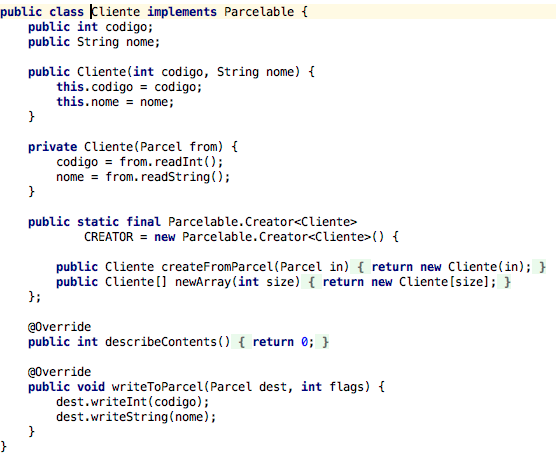 public class Cliente implements Parcelable {
    public int codigo;
    public String nome;

    public Cliente(int codigo, String nome) {
        this.codigo = codigo;
        this.nome = nome;
    }

    private Cliente(Parcel from) {
        codigo = from.readInt();
        nome = from.readString();
    }

    public static final Parcelable.Creator<Cliente>
            CREATOR = new Parcelable.Creator<Cliente>() {

        public Cliente createFromParcel(Parcel in) { return new Cliente(in); }
        public Cliente[] newArray(int size) { return new Cliente[size]; }
    };

    @Override
    public int describeContents() { return 0; }

    @Override
    public void writeToParcel(Parcel dest, int flags) {
        dest.writeInt(codigo);
        dest.writeString(nome);
    }
}